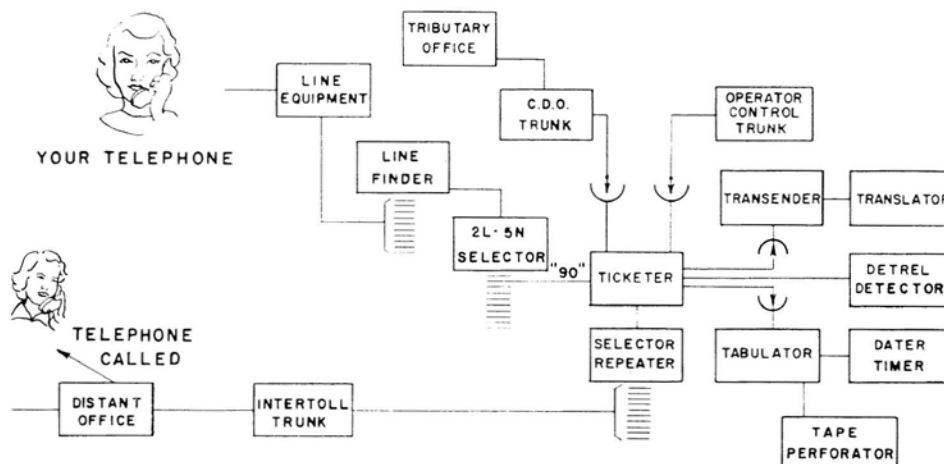 TRIBUTARY
OFFICE
LINE
EQUIPMENT
C.D.O.
TRUNK
OPERATOR
CONTROL
TRUNK
YOUR TELEPHONE
LINE
FINDER
TRANSENDER
TRANSLATOR
2L-5N
SELECTOR
"90"
TICKETER
DETREL
DETECTOR
TELEPHONE
CALLED
SELECTOR
REPEATER
TABULATOR
DATER
TIMER
DISTANT
OFFICE
INTERTOLL
TRUNK
TAPE
PERFORATOR